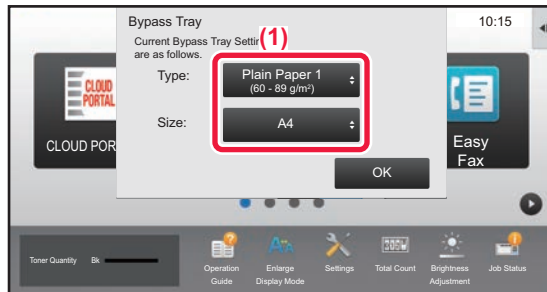 Bypass Tray
10:15
Current Bypass Tray Settin
(1)
are as follows.
Type:
Plain Paper 1
(60 - 89 g/m²)
Size:
A4
OK
CLOUD
PORTAL
CLOUD POR
Easy
Fax
Toner Quantity Bk
Operation
Guide
Enlarge
Display Mode
Settings
Total Count
Brightness
Adjustment
Job Status